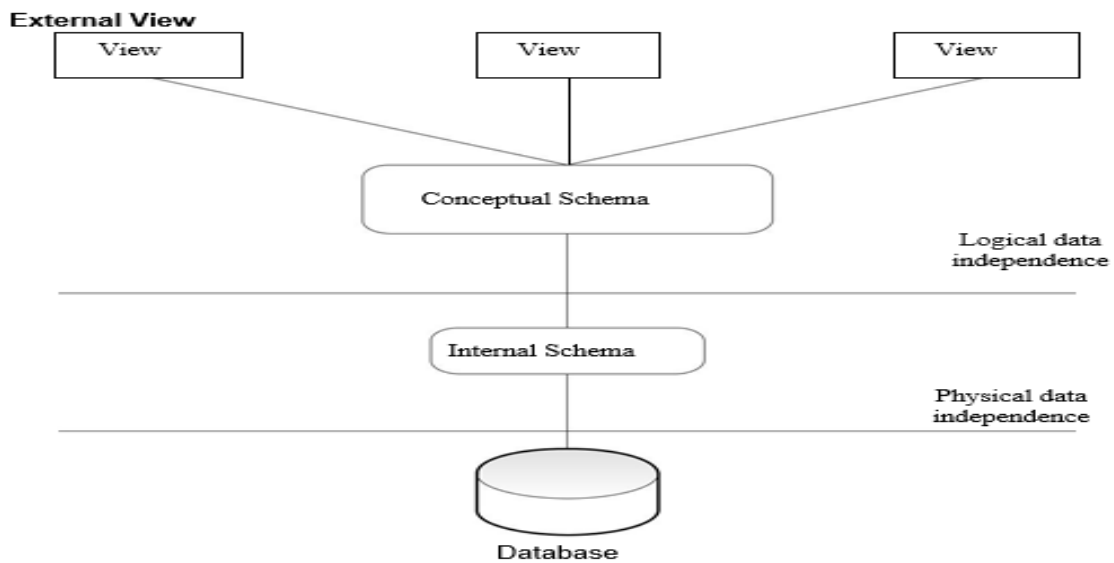 External View
View
View
View
Conceptual Schema
Logical data
independence
Internal Schema
Physical data
independence
Database